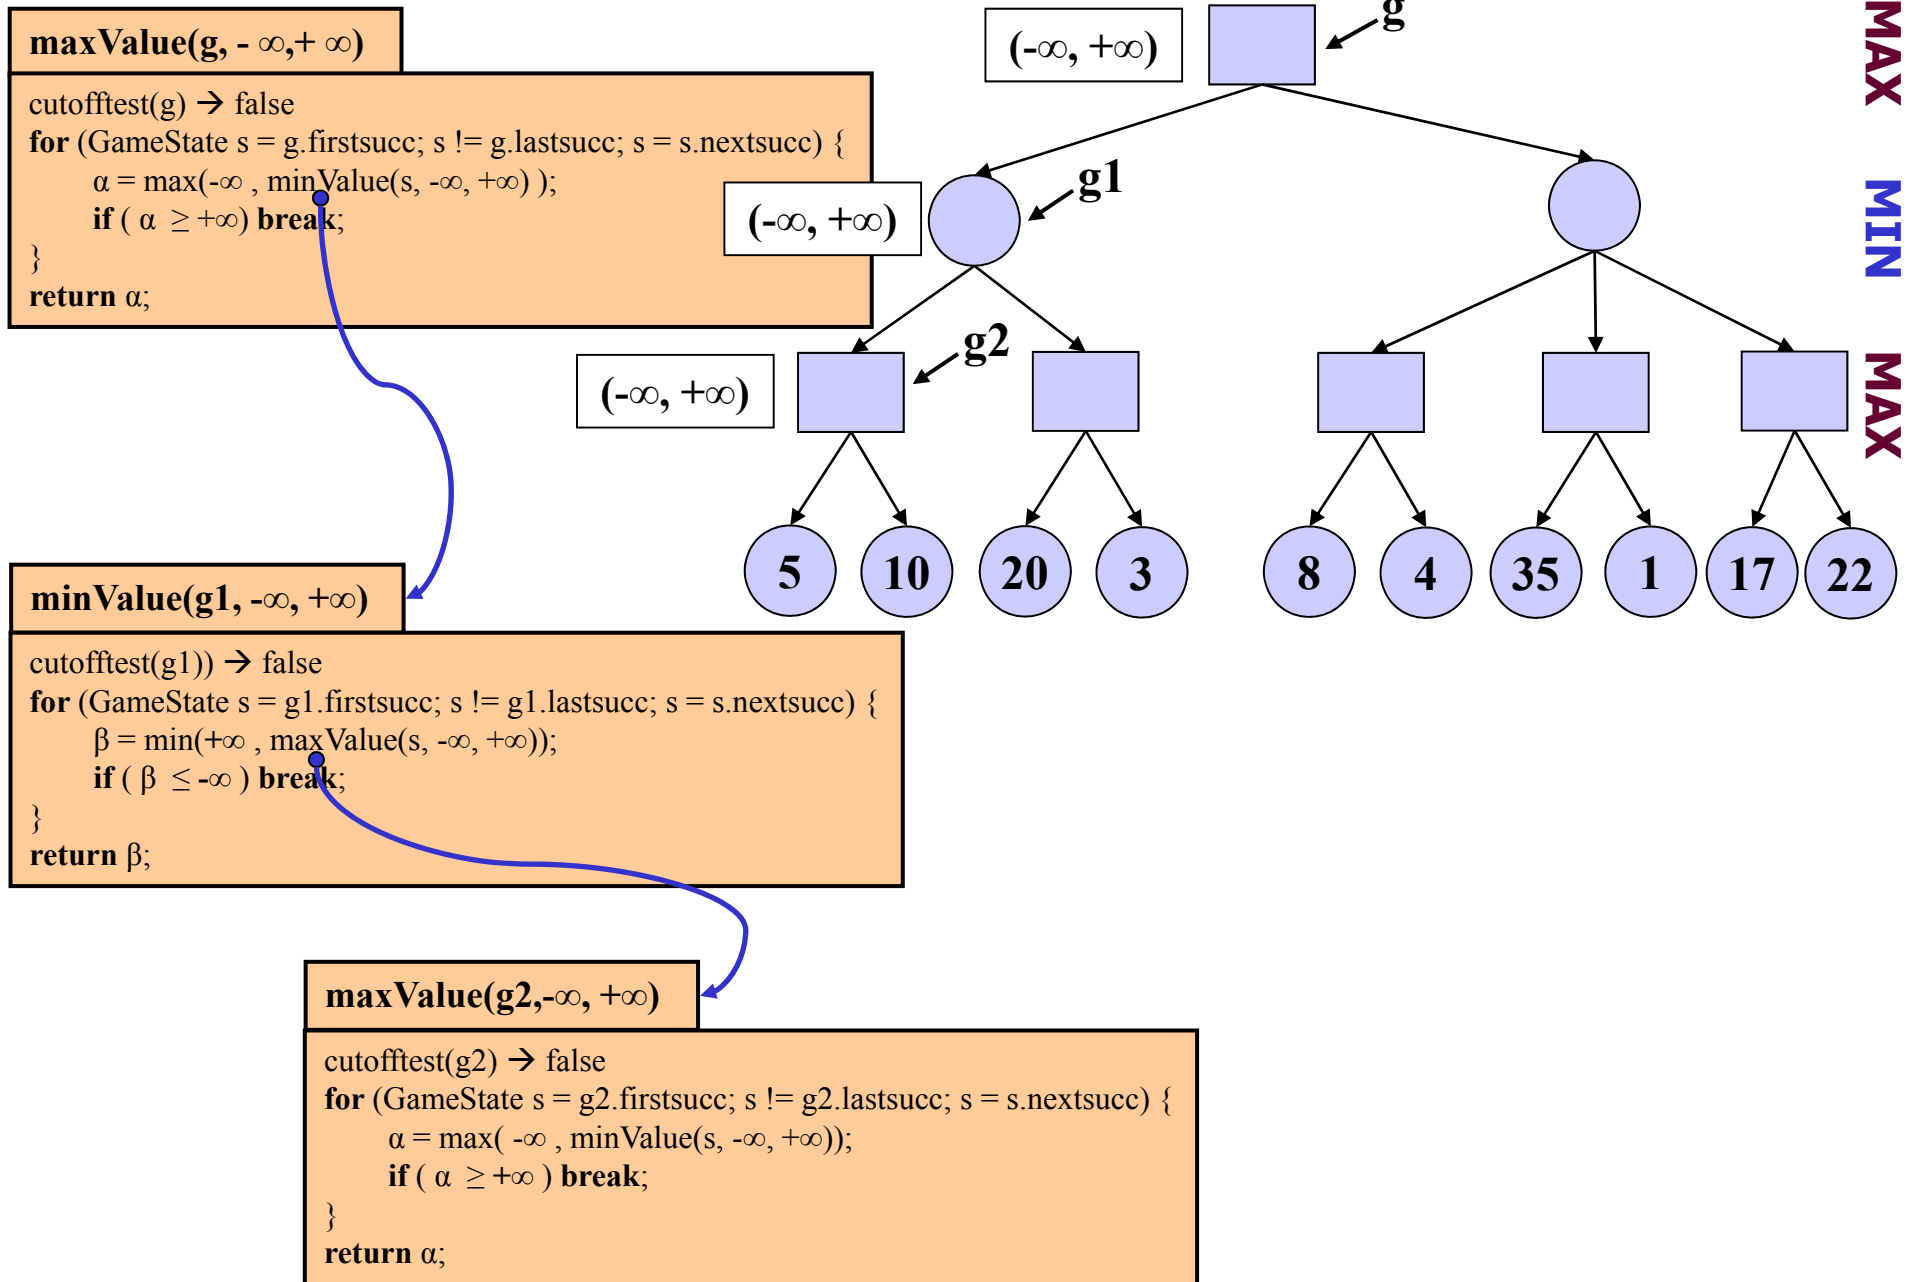 maxValue(g, - ∞,+ ∞)
cutofftest(g) → false
for (GameState s = g.firstsucc; s != g.lastsucc; s = s.nextsucc) {
α = max(-∞ , minValue(s, -∞, +∞) );
if ( α ≥ +∞) break;
}
return α;
(-∞, +∞)
g
MAX
(-∞, +∞)
g1
MIN
(-∞, +∞)
g2
MAX
5 10 20 3 8 4 35 1 17 22
minValue(g1, -∞, +∞)
cutofftest(g1)) → false
for (GameState s = g1.firstsucc; s != g1.lastsucc; s = s.nextsucc) {
β = min(+∞ , maxValue(s, -∞, +∞));
if ( β ≤ -∞ ) break;
}
return β;
maxValue(g2,-∞, +∞)
cutofftest(g2) → false
for (GameState s = g2.firstsucc; s != g2.lastsucc; s = s.nextsucc) {
α = max( -∞ , minValue(s, -∞, +∞));
if ( α ≥ +∞ ) break;
}
return α;